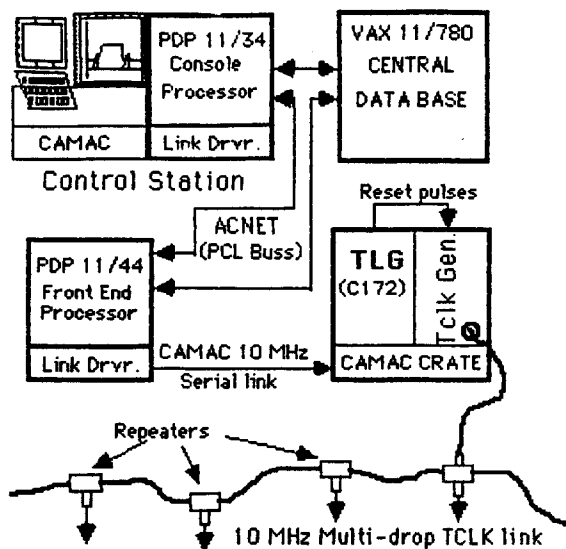 PDP 11/34
Console
Processor
CAMAC
Link Drvr.
Control Station
VAX 11/780
CENTRAL
DATA BASE
Reset pulses
ACNET
(PCL Buss)
TLG
(C172)
Tclk Gen.
CAMAC CRATE
PDP 11/44
Front End
Processor
Link Drvr.
CAMAC 10 MHz
Serial link
Repeaters
10 MHz Multi-drop TCLK link